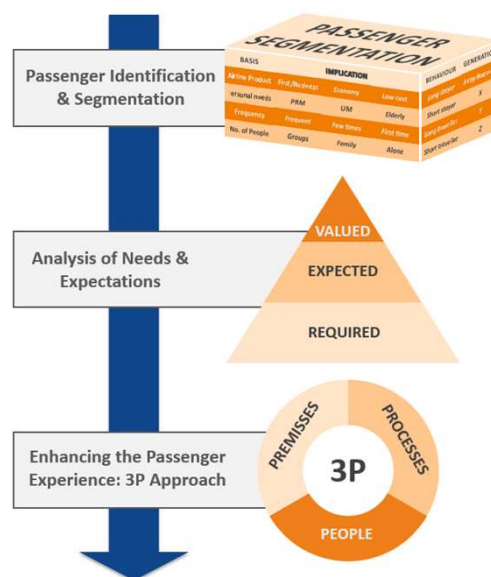 Passenger Identification
& Segmentation
PASSENGER
SEGMENTATION
BASIS
IMPLICATION
Airline Product First/Business Economy Low cost
ersonal needs PRM UM Elderly
Frequency Frequent Few times First time
No. of People Groups Family Alone
BEHAVIOUR GENERATION
Long stayer
Short stayer X
Long traveller Y
Short traveller Z
Analysis of Needs &
Expectations
VALUED
EXPECTED
REQUIRED
Enhancing the Passenger
Experience: 3P Approach
PREMISSES
PROCESSES
3P
PEOPLE